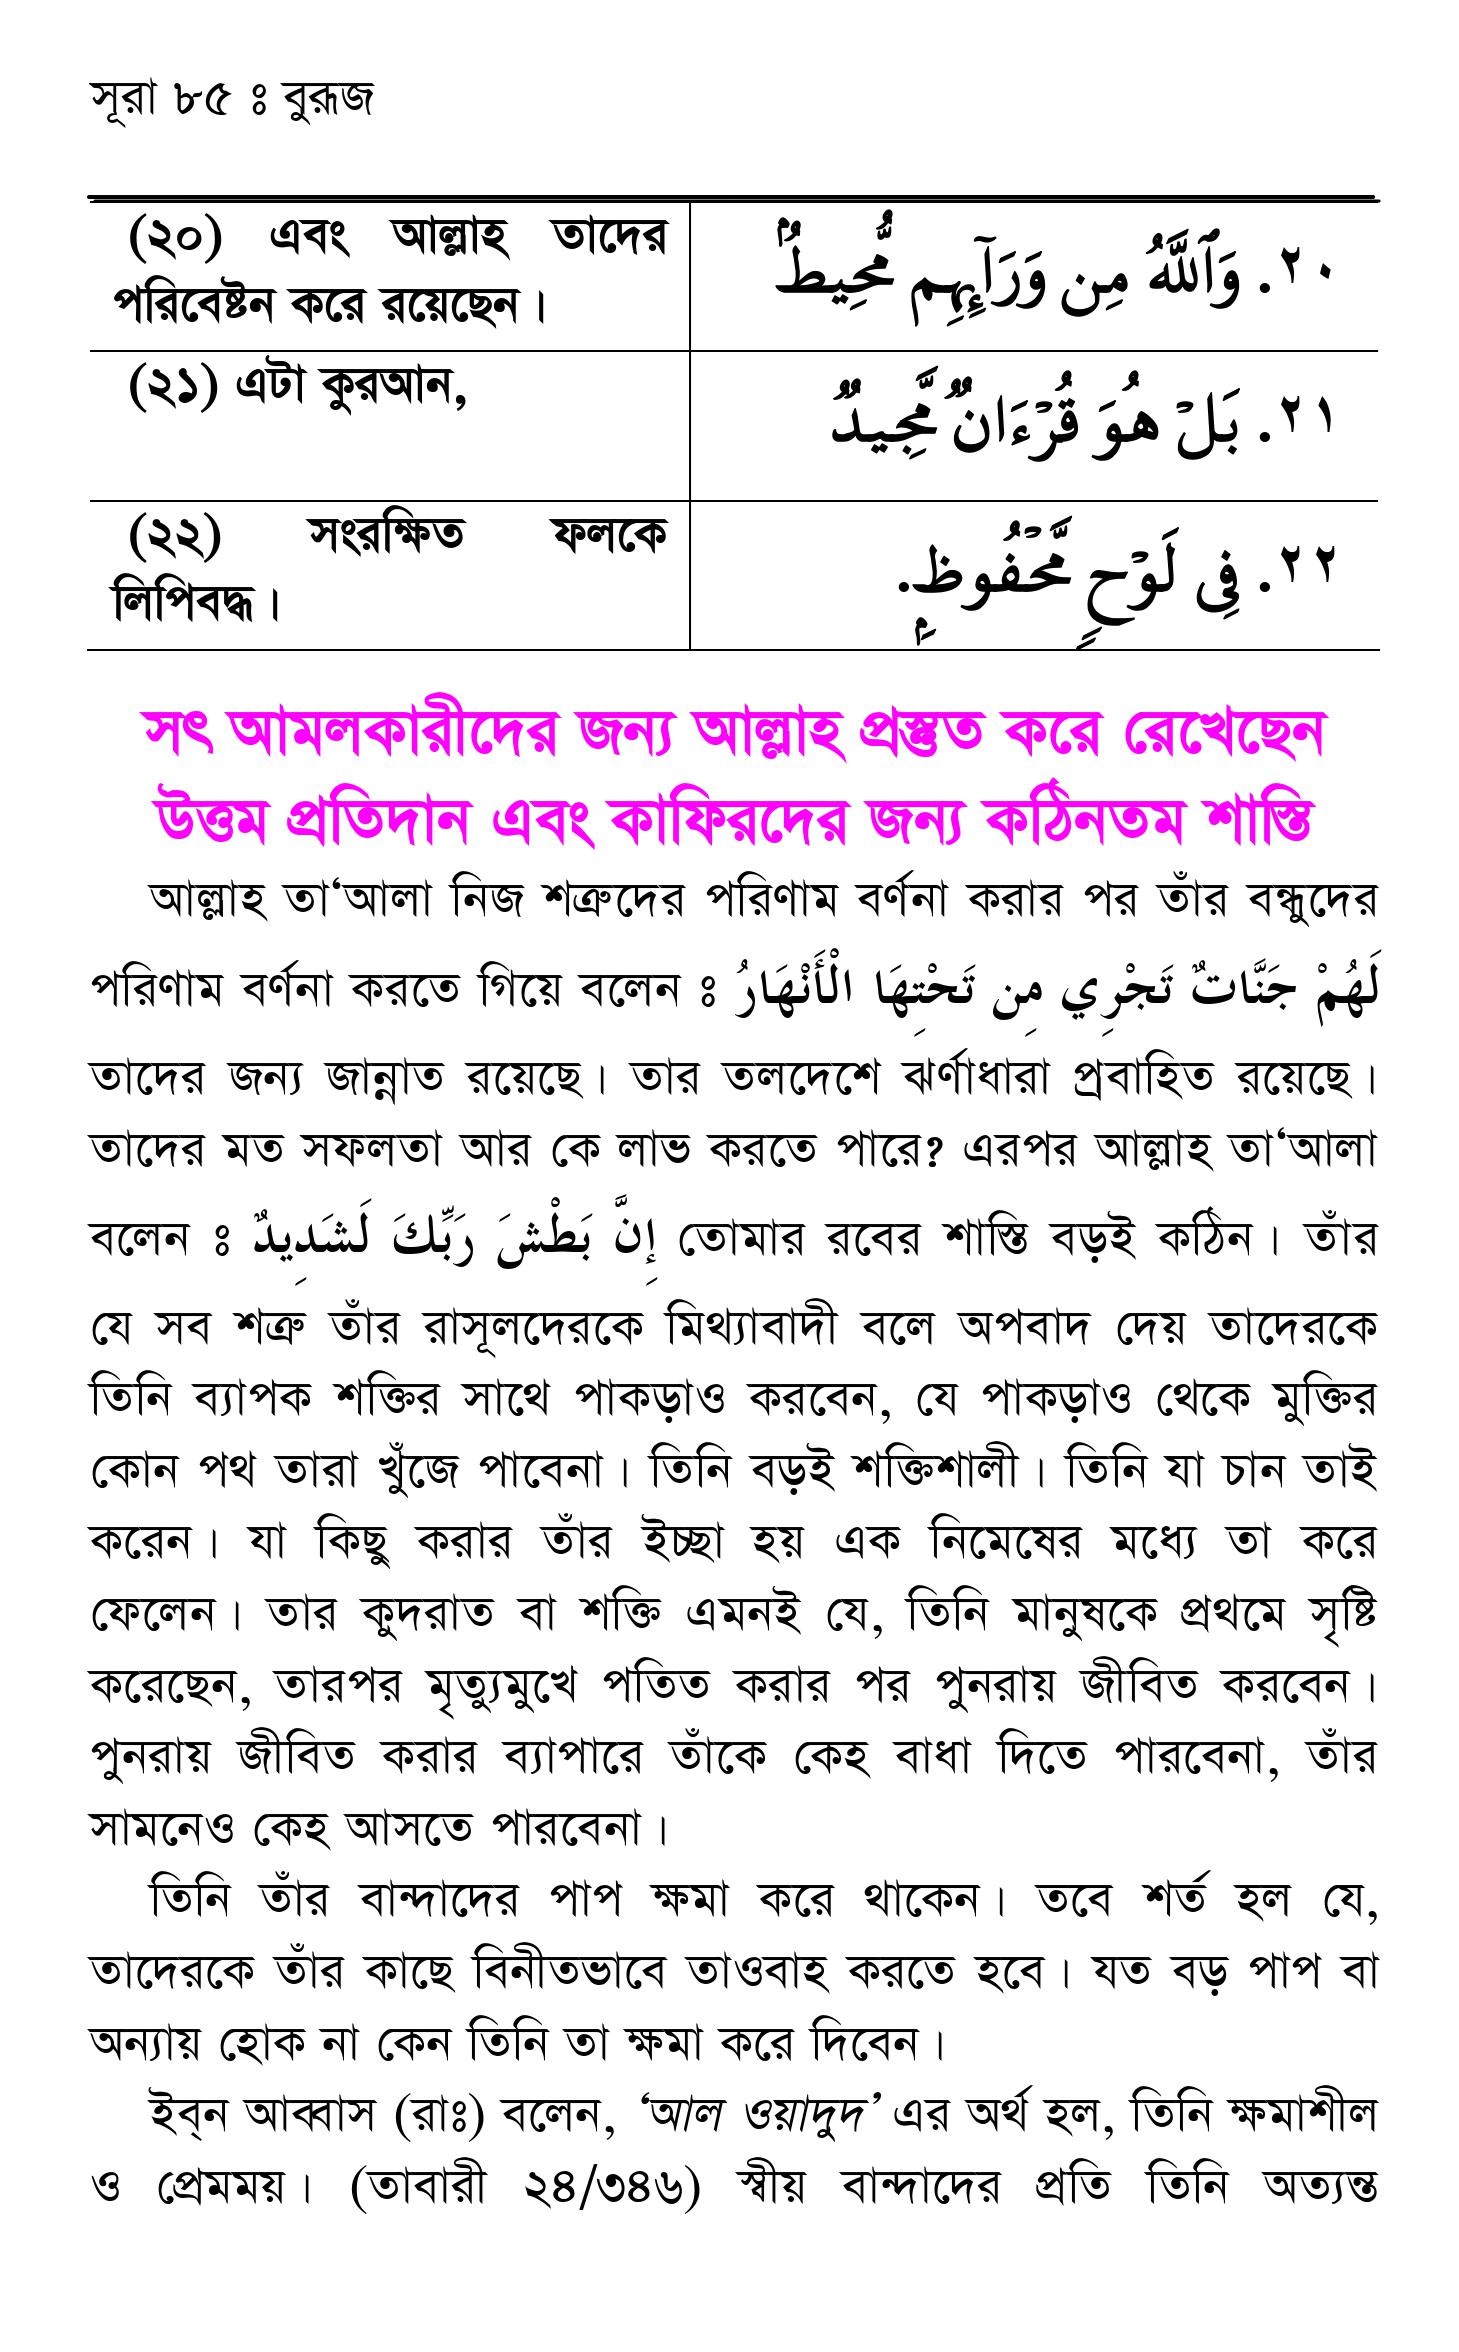 সূরা ৮৫ ঃ বুরূজ
(২০) এবং আল্লাহ তাদের
পরিবেষ্টন করে রয়েছেন।
٢٠. وَٱللَّهُ مِن وَرَآئِهِم مُّحِيطٌۢ
(২১) এটা কুরআন,
٢١. بَلْ هُوَ قُرْءَانٌ مَّجِيدٌ
(২২) সংরক্ষিত ফলকে
লিপিবদ্ধ।
٢٢. فِى لَوْحٍ مَّحْفُوظٍۭ.
সৎ আমলকারীদের জন্য আল্লাহ প্রস্তুত করে রেখেছেন
উত্তম প্রতিদান এবং কাফিরদের জন্য কঠিনতম শাস্তি
আল্লাহ তা‘আলা নিজ শত্রুদের পরিণাম বর্ণনা করার পর তাঁর বন্ধুদের
পরিণাম বর্ণনা করতে গিয়ে বলেন ঃ لَهُمْ جَنَّاتٌ تَجْرِي مِن تَحْتِهَا الْأَنْهَارُ
তাদের জন্য জান্নাত রয়েছে। তার তলদেশে ঝর্ণাধারা প্রবাহিত রয়েছে।
তাদের মত সফলতা আর কে লাভ করতে পারে? এরপর আল্লাহ তা‘আলা
বলেন ঃ إِنَّ بَطْشَ رَبِّكَ لَشَدِيدٌ তোমার রবের শাস্তি বড়ই কঠিন। তাঁর
যে সব শত্রু তাঁর রাসূলদেরকে মিথ্যাবাদী বলে অপবাদ দেয় তাদেরকে
তিনি ব্যাপক শক্তির সাথে পাকড়াও করবেন, যে পাকড়াও থেকে মুক্তির
কোন পথ তারা খুঁজে পাবেনা। তিনি বড়ই শক্তিশালী। তিনি যা চান তাই
করেন। যা কিছু করার তাঁর ইচ্ছা হয় এক নিমেষের মধ্যে তা করে
ফেলেন। তার কুদরাত বা শক্তি এমনই যে, তিনি মানুষকে প্রথমে সৃষ্টি
করেছেন, তারপর মৃত্যুমুখে পতিত করার পর পুনরায় জীবিত করবেন।
পুনরায় জীবিত করার ব্যাপারে তাঁকে কেহ বাধা দিতে পারবেনা, তাঁর
সামনেও কেহ আসতে পারবেনা।
তিনি তাঁর বান্দাদের পাপ ক্ষমা করে থাকেন। তবে শর্ত হল যে,
তাদেরকে তাঁর কাছে বিনীতভাবে তাওবাহ করতে হবে। যত বড় পাপ বা
অন্যায় হোক না কেন তিনি তা ক্ষমা করে দিবেন।
ইব্‌ন আব্বাস (রাঃ) বলেন, ‘আল ওয়াদুদ’ এর অর্থ হল, তিনি ক্ষমাশীল
ও প্রেমময়। (তাবারী ২৪/৩৪৬) স্বীয় বান্দাদের প্রতি তিনি অত্যন্ত